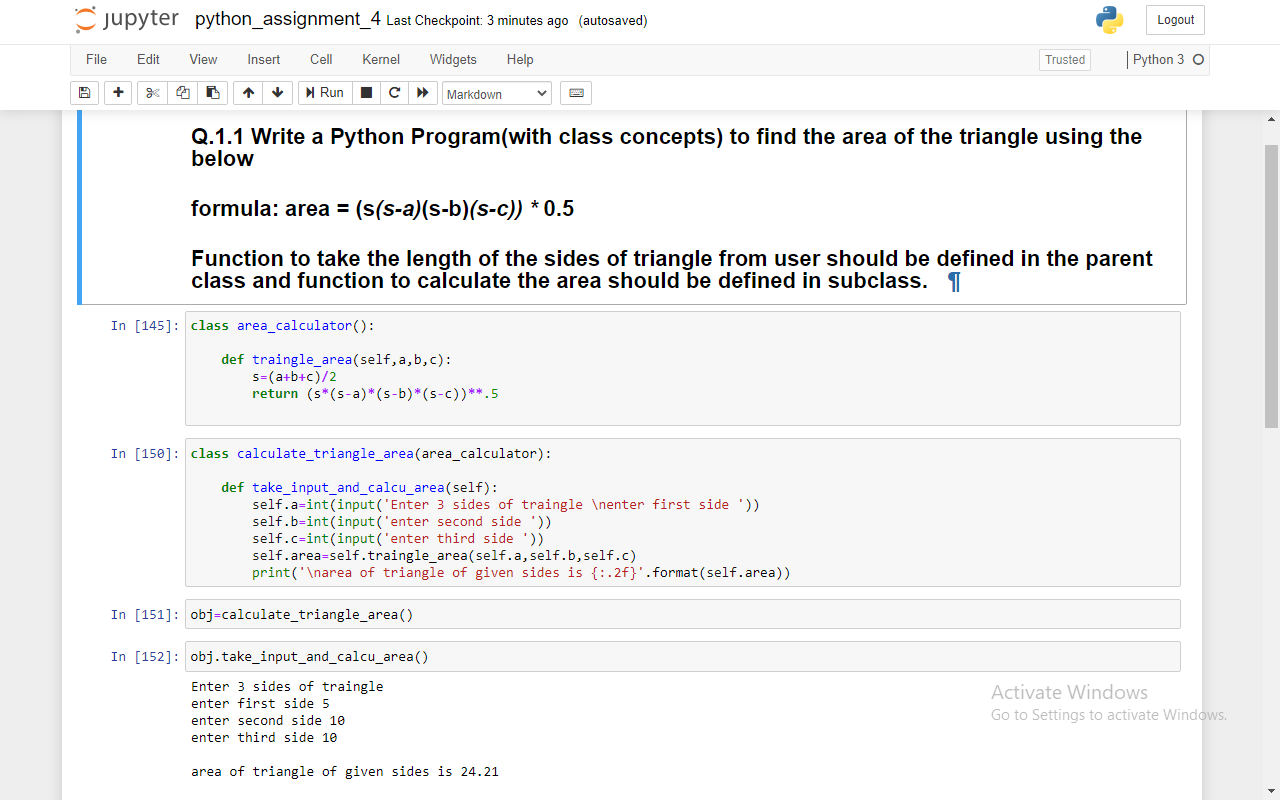 jupyter python_assignment_4 Last Checkpoint: 3 minutes ago (autosaved) Logout
File Edit View Insert Cell Kernel Widgets Help Trusted Python 3
Run Markdown
Q.1.1 Write a Python Program(with class concepts) to find the area of the triangle using the
below
formula: area = (s(s-a)(s-b)(s-c)) * 0.5
Function to take the length of the sides of triangle from user should be defined in the parent
class and function to calculate the area should be defined in subclass. ¶
In [145]: class area_calculator():
def traingle_area(self,a,b,c):
s=(a+b+c)/2
return (s*(s-a)*(s-b)*(s-c))**.5
In [150]: class calculate_triangle_area(area_calculator):
def take_input_and_calcu_area(self):
self.a=int(input('Enter 3 sides of traingle \nenter first side '))
self.b=int(input('enter second side '))
self.c=int(input('enter third side '))
self.area=self.traingle_area(self.a,self.b,self.c)
print('\narea of triangle of given sides is {:.2f}'.format(self.area))
In [151]: obj=calculate_triangle_area()
In [152]: obj.take_input_and_calcu_area()
Enter 3 sides of traingle
enter first side 5
enter second side 10
enter third side 10
area of triangle of given sides is 24.21
Activate Windows
Go to Settings to activate Windows.